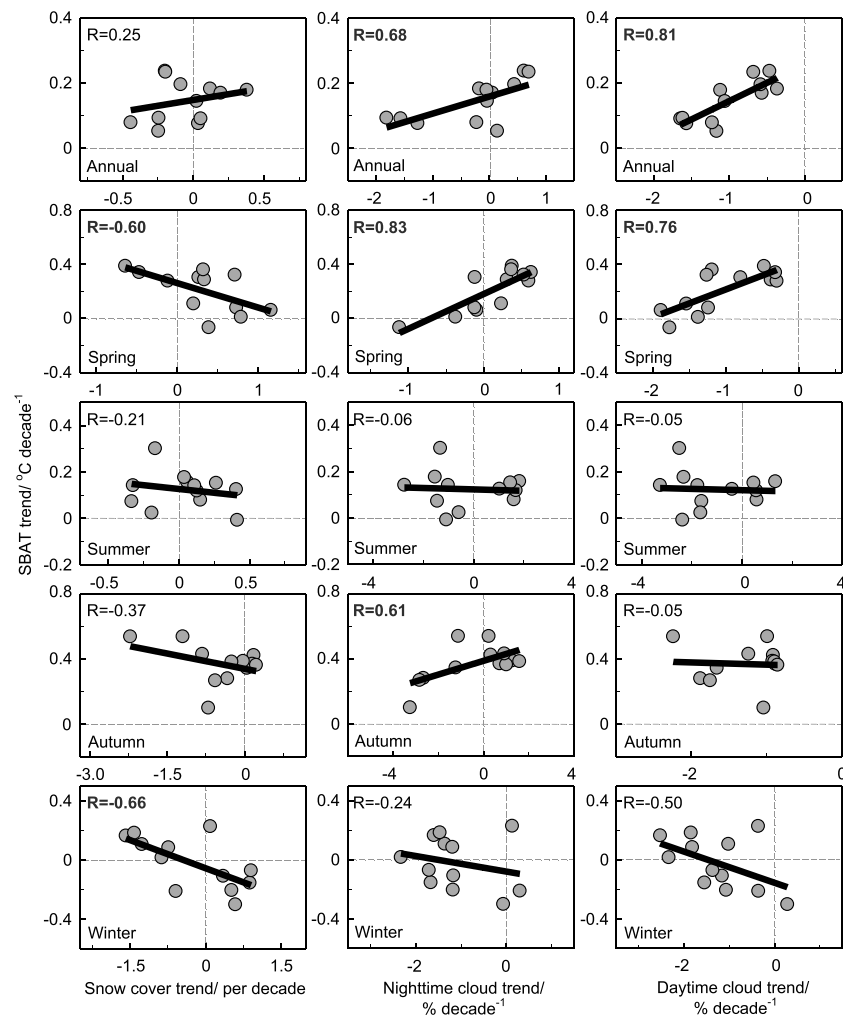 0.4
0.2
0
R=0.25
Annual
R=0.68
Annual
R=0.81
Annual
-0.5
0
0.5
-2
-1
0
1
-2
-1
0
0.8
0.4
0
-0.4
R=-0.60
Spring
R=0.83
Spring
R=0.76
Spring
-1
0
1
-1
0
1
-2
-1
0
SBAT trend/ °C decade⁻¹
0.4
0.2
0
-0.2
R=-0.21
Summer
R=-0.06
Summer
R=-0.05
Summer
-0.5
0
0.5
-4
0
4
-4
0
4
0.8
0.4
0
R=-0.37
Autumn
R=0.61
Autumn
R=-0.05
Autumn
-3.0
-1.5
0
-4
0
4
-2
0
0.4
0
-0.4
R=-0.66
Winter
R=-0.24
Winter
R=-0.50
Winter
-1.5
0
1.5
-2
0
-2
0
Snow cover trend/ per decade
Nighttime cloud trend/
% decade⁻¹
Daytime cloud trend/
% decade⁻¹